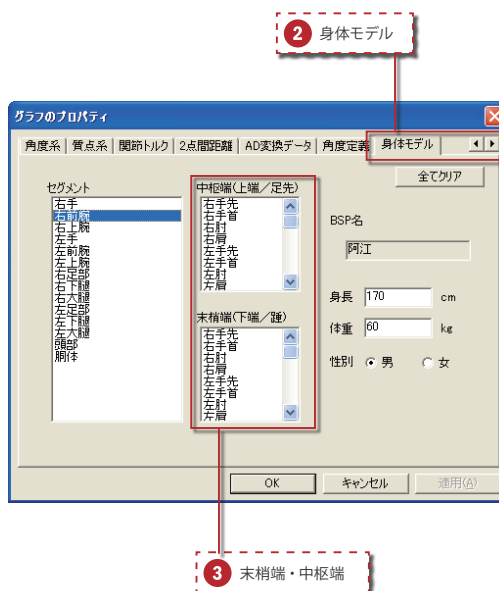 2 身体モデル
グラフのプロパティ
角度系 質点系 関節トルク 2点間距離 AD変換データ 角度定義 身体モデル
全てクリア
セグメント
右手
右前腕
右上腕
左手
左前腕
左上腕
右足部
右下腿
右大腿
左足部
左下腿
左大腿
頭部
胴体
中枢端(上端／足先)
右手先
右手首
右肘
右肩
左手先
左手首
左肘
左肩
末梢端(下端／踵)
右手先
右手首
右肘
右肩
左手先
左手首
左肘
左肩
BSP名
阿江
身長 170 cm
体重 60 kg
性別 男 女
OK キャンセル 適用(A)
3 末梢端・中枢端